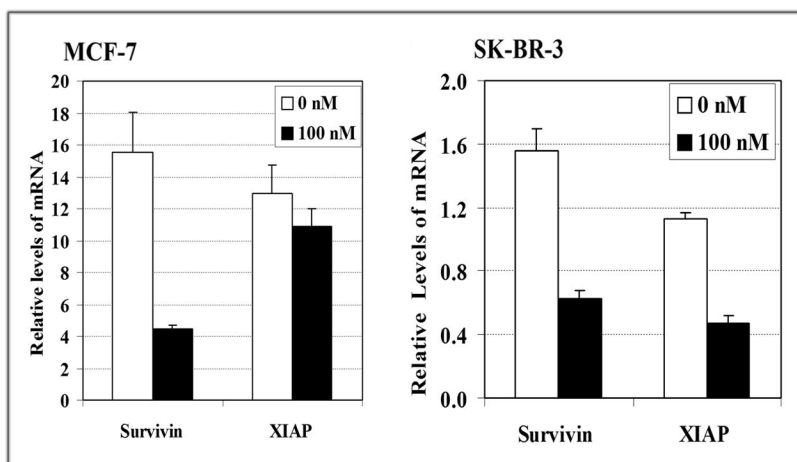 MCF-7
Relative levels of mRNA
20
18
16
14
12
10
8
6
4
2
0
0 nM
100 nM
Survivin
XIAP
SK-BR-3
Relative Levels of mRNA
2.0
1.6
1.2
0.8
0.4
0.0
0 nM
100 nM
Survivin
XIAP